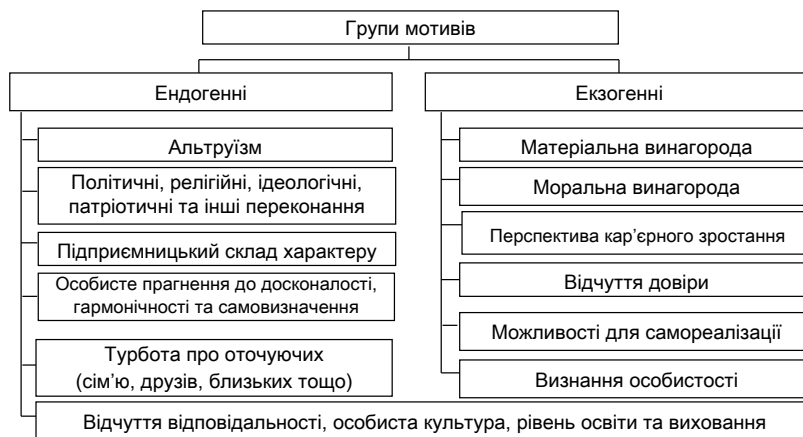 Групи мотивів
Ендогенні
Альтруїзм
Політичні, релігійні, ідеологічні,
патріотичні та інші переконання
Підприємницький склад характеру
Особисте прагнення до досконалості,
гармонічності та самовизначення
Турбота про оточуючих
(сім’ю, друзів, близьких тощо)
Відчуття відповідальності, особиста культура, рівень освіти та виховання
Екзогенні
Матеріальна винагорода
Моральна винагорода
Перспектива кар’єрного зростання
Відчуття довіри
Можливості для самореалізації
Визнання особистості